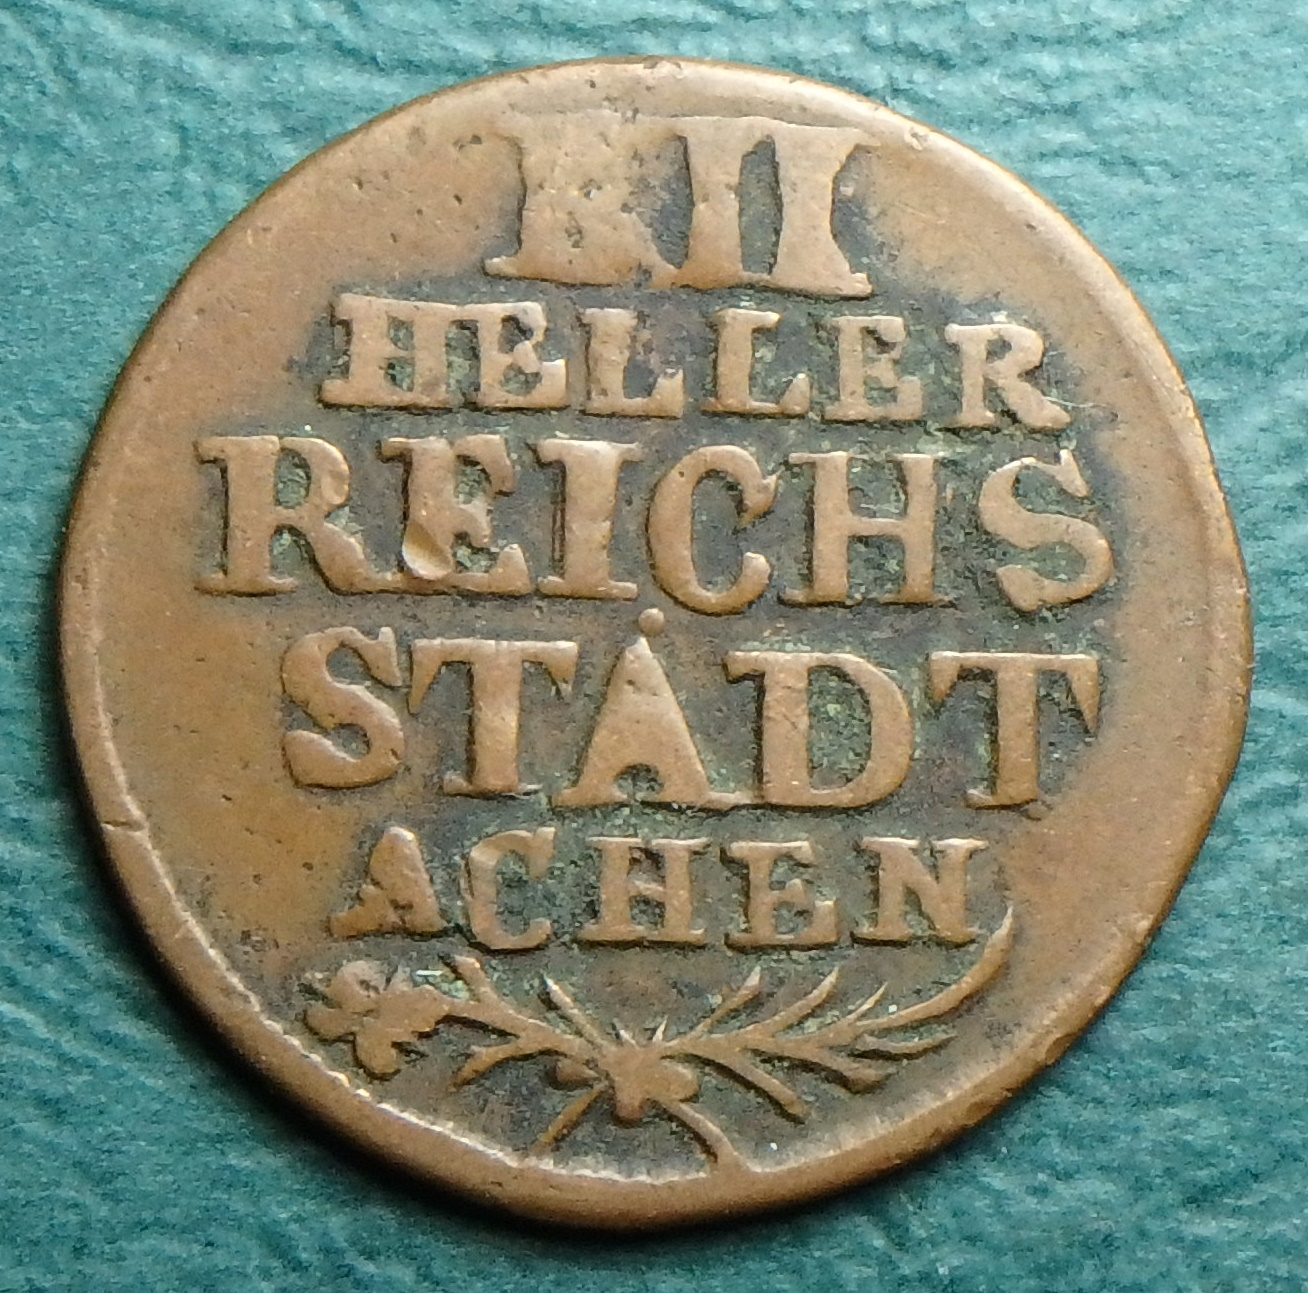 XII
HELLER
REICHS
STADT
ACHEN